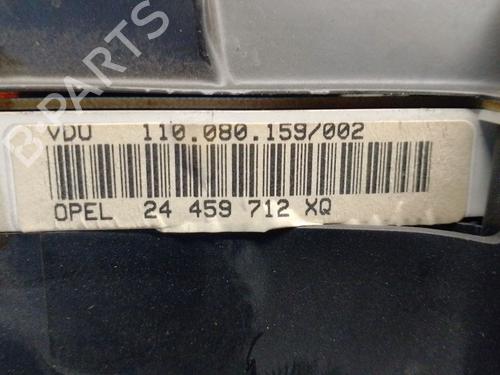 B-PARTS
VDO 110.080.159/002
OPEL 24 459 712 XQ